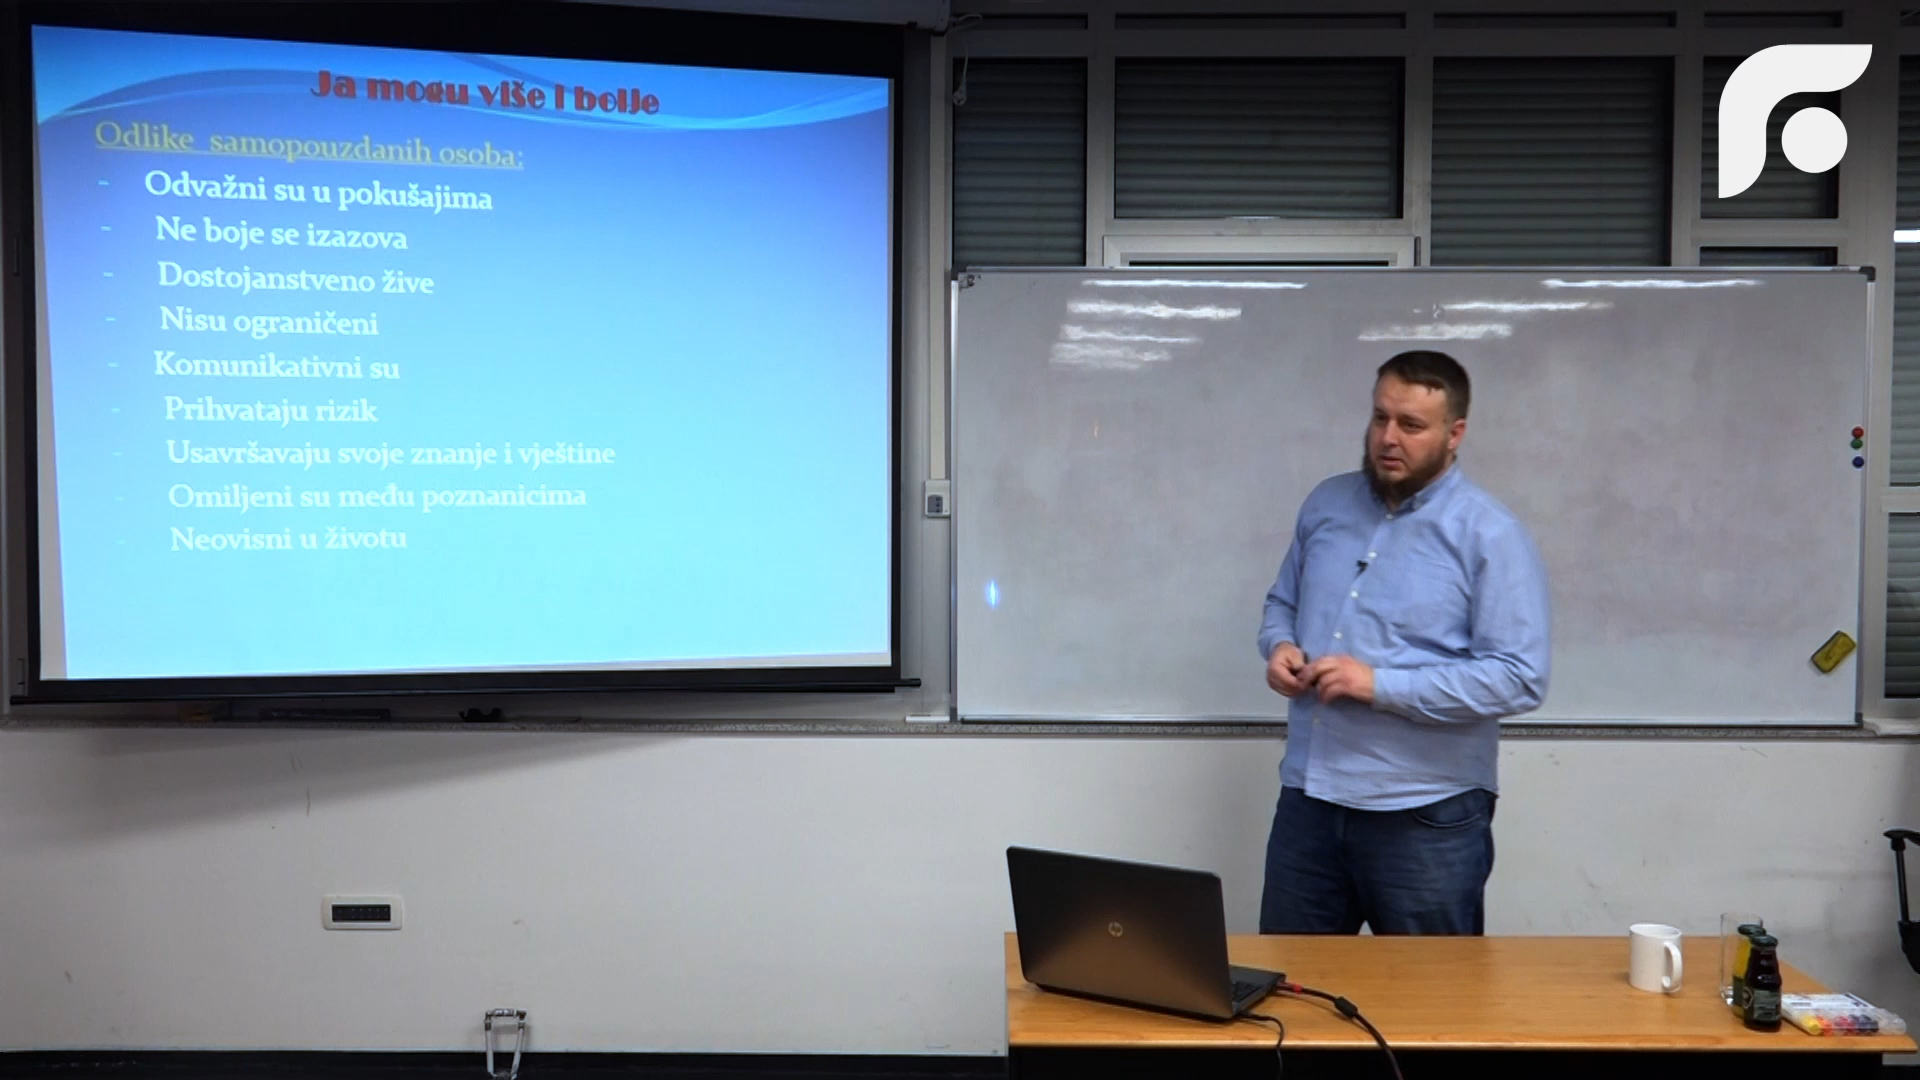 Ja mogu više i bolje
Odlike samopouzdanih osoba:
- Odvažni su u pokušajima
- Ne boje se izazova
- Dostojanstveno žive
- Nisu ograničeni
- Komunikativni su
- Prihvataju rizik
- Usavršavaju svoje znanje i vještine
- Omiljeni su među poznanicima
- Neovisni u životu
hp